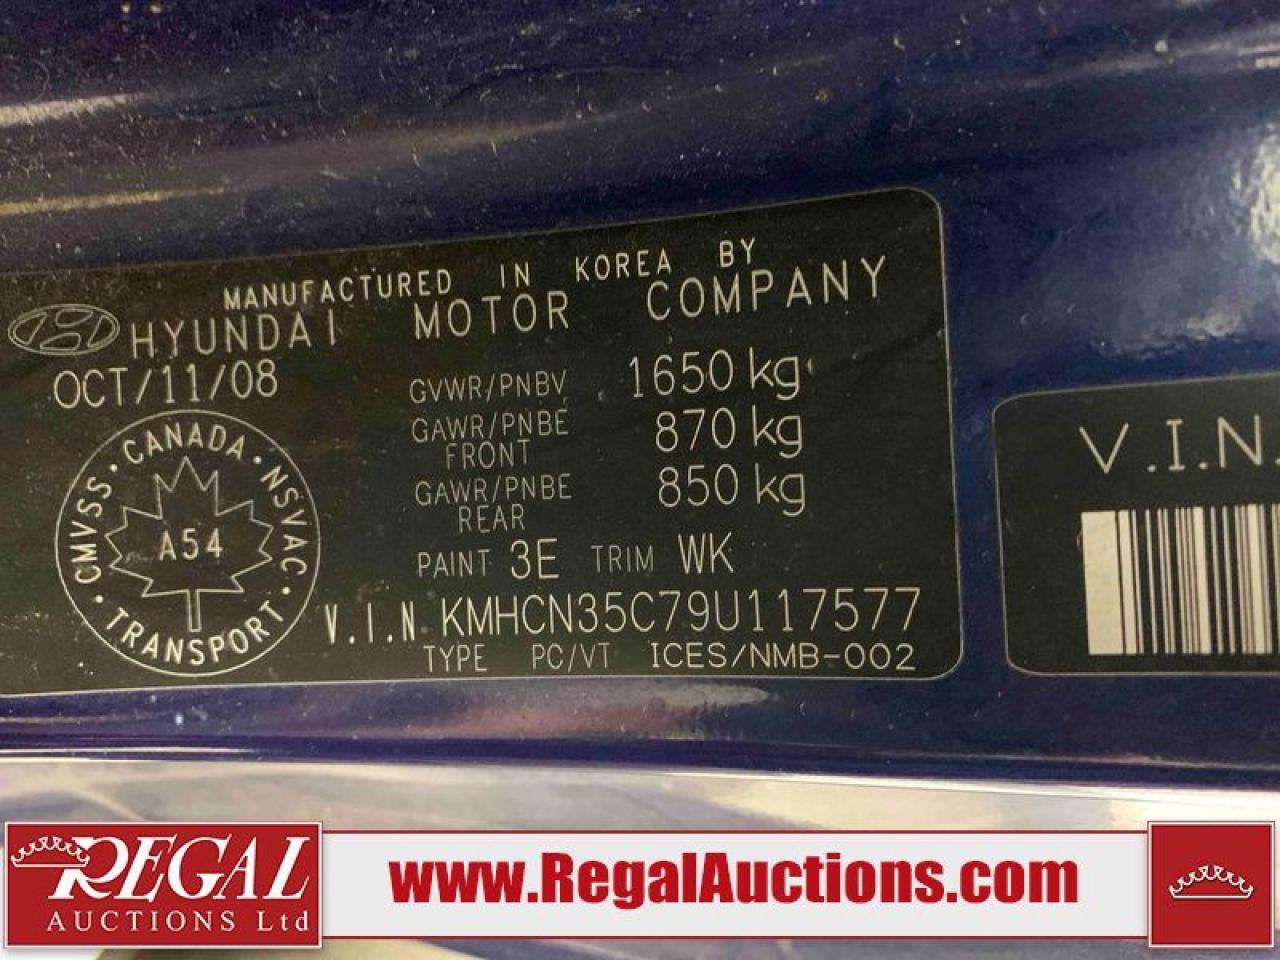 MANUFACTURED IN KOREA BY
HYUNDAI MOTOR COMPANY
OCT/11/08
GVWR/PNBV 1650 kg
GAWR/PNBE FRONT 870 kg
GAWR/PNBE REAR 850 kg
PAINT 3E TRIM WK
V.I.N KMHCN35C79U117577
TYPE PC/VT ICES/NMB-002
CMVSS · CANADA · NSVAC · TRANSPORT ·
A54
V.I.N.
REGAL
AUCTIONS Ltd
www.RegalAuctions.com